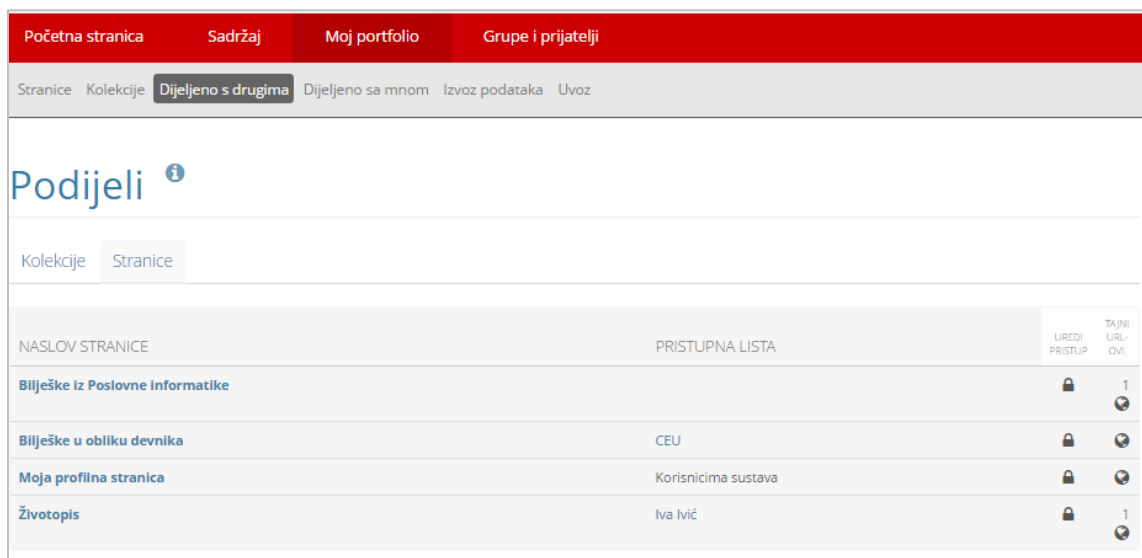 Početna stranica Sadržaj Moj portfolio Grupe i prijatelji
Stranice Kolekcije Dijeljeno s drugima Dijeljeno sa mnom Izvoz podataka Uvoz
Podijeli
Kolekcije Stranice
NASLOV STRANICE PRISTUPNA LISTA UREDI PRISTUP TAJNI URL-OVI.
Bilješke iz Poslovne informatike 1
Bilješke u obliku devnika CEU
Moja profilna stranica Korisnicima sustava
Životopis Iva Ivić 1